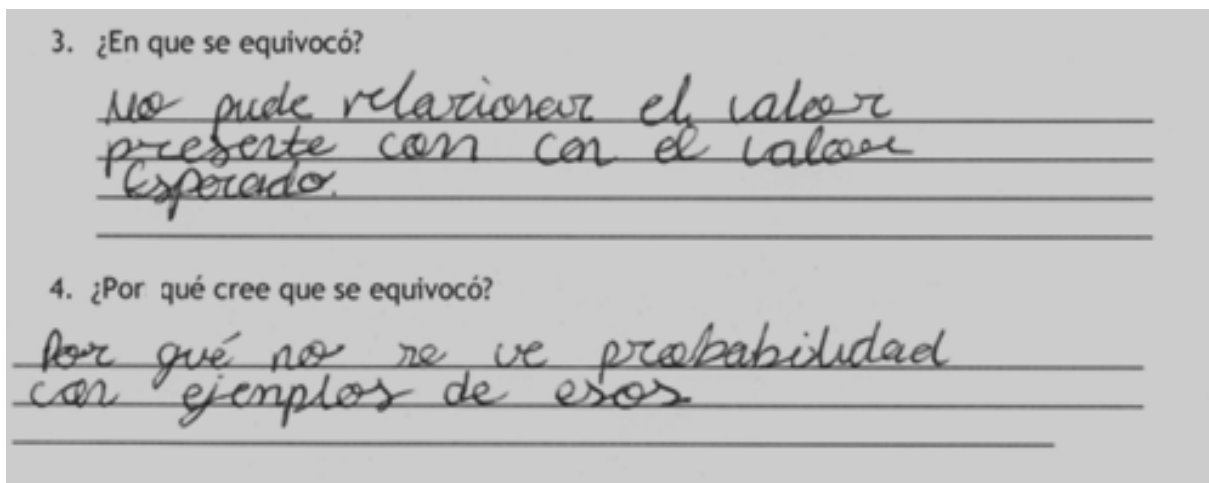 3. ¿En que se equivocó?
No pude relacionar el valor
presente con con el valor
Esperado.
4. ¿Por qué cree que se equivocó?
Por qué no se ve probabilidad
con ejemplos de esos